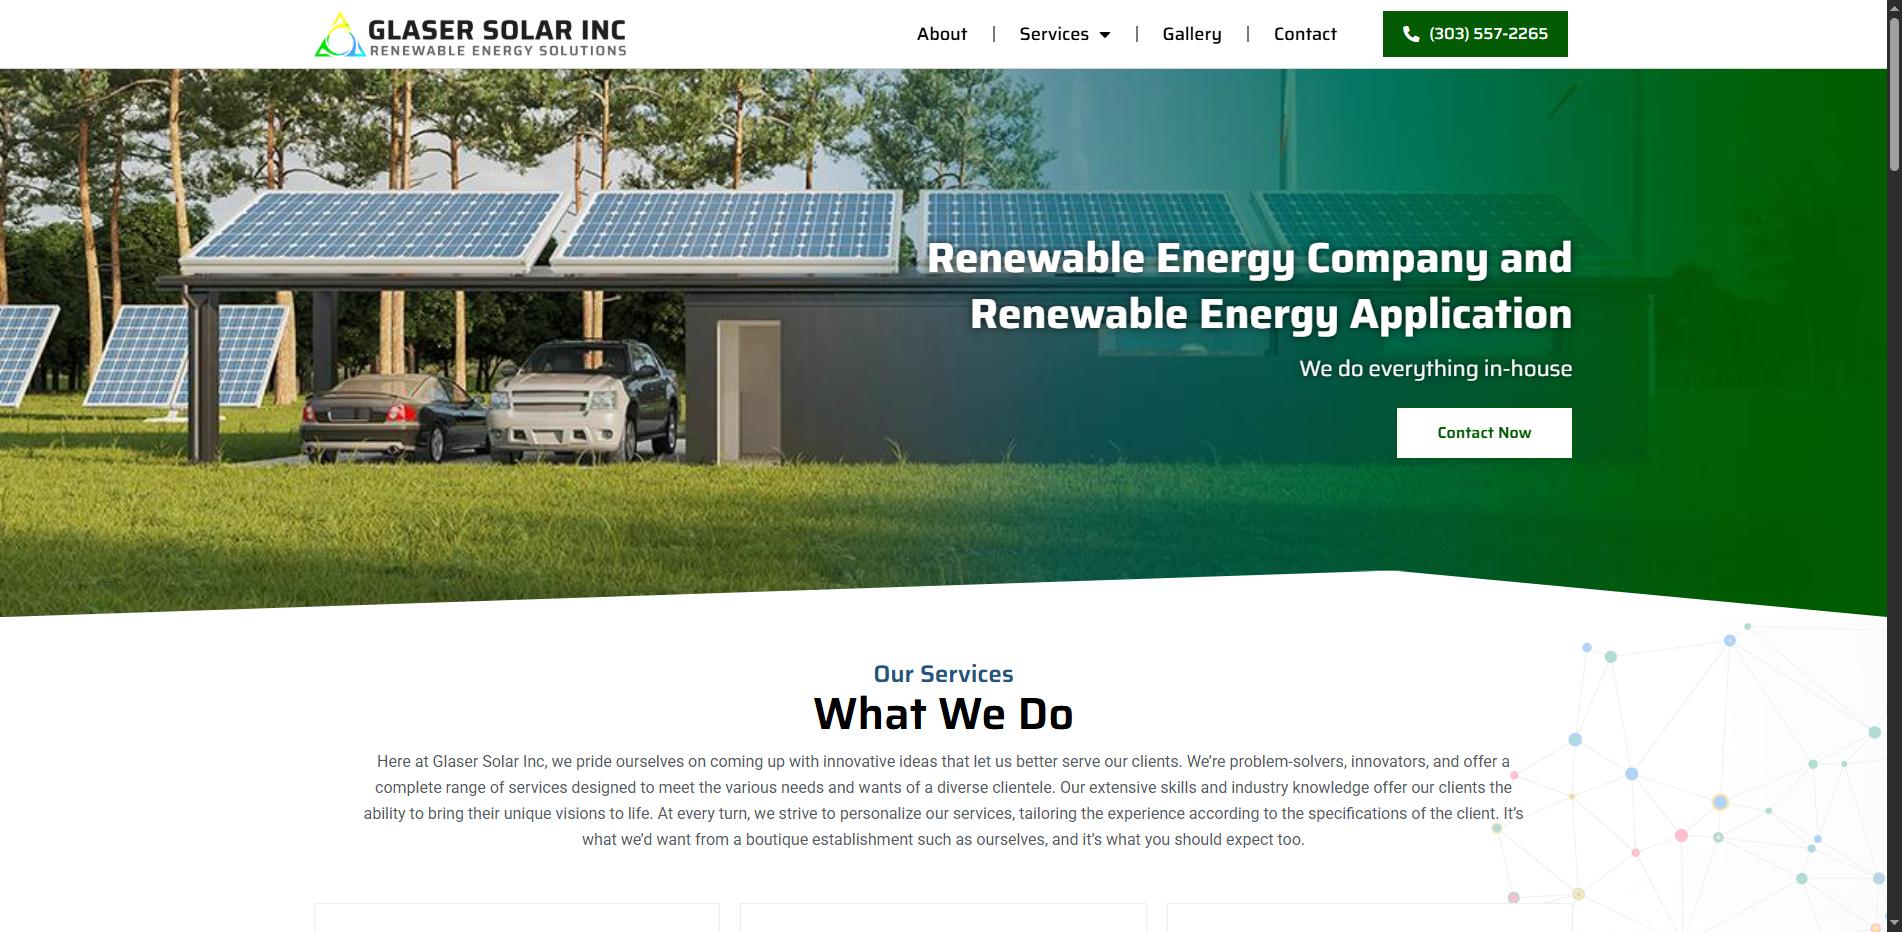 GLASER SOLAR INC
RENEWABLE ENERGY SOLUTIONS
About
Services
Gallery
Contact
(303) 557-2265
Renewable Energy Company and
Renewable Energy Application
We do everything in-house
Contact Now
Our Services
What We Do
Here at Glaser Solar Inc, we pride ourselves on coming up with innovative ideas that let us better serve our clients. We’re problem-solvers, innovators, and offer a
complete range of services designed to meet the various needs and wants of a diverse clientele. Our extensive skills and industry knowledge offer our clients the
ability to bring their unique visions to life. At every turn, we strive to personalize our services, tailoring the experience according to the specifications of the client. It’s
what we’d want from a boutique establishment such as ourselves, and it’s what you should expect too.